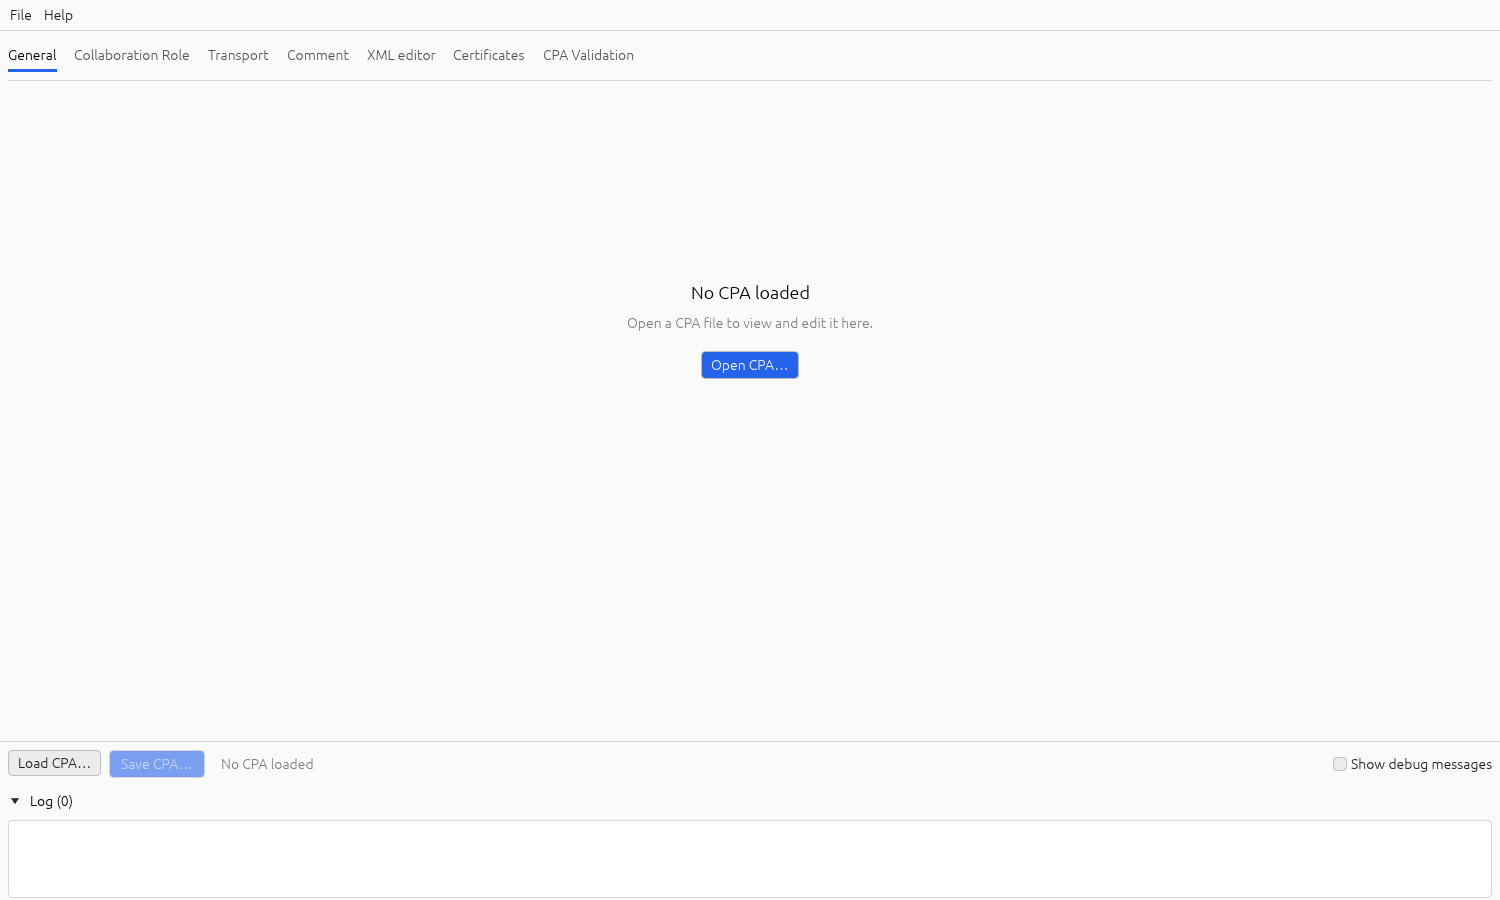 File Help
General Collaboration Role Transport Comment XML editor Certificates CPA Validation
No CPA loaded
Open a CPA file to view and edit it here.
Open CPA...
Load CPA... Save CPA... No CPA loaded Show debug messages
Log (0)